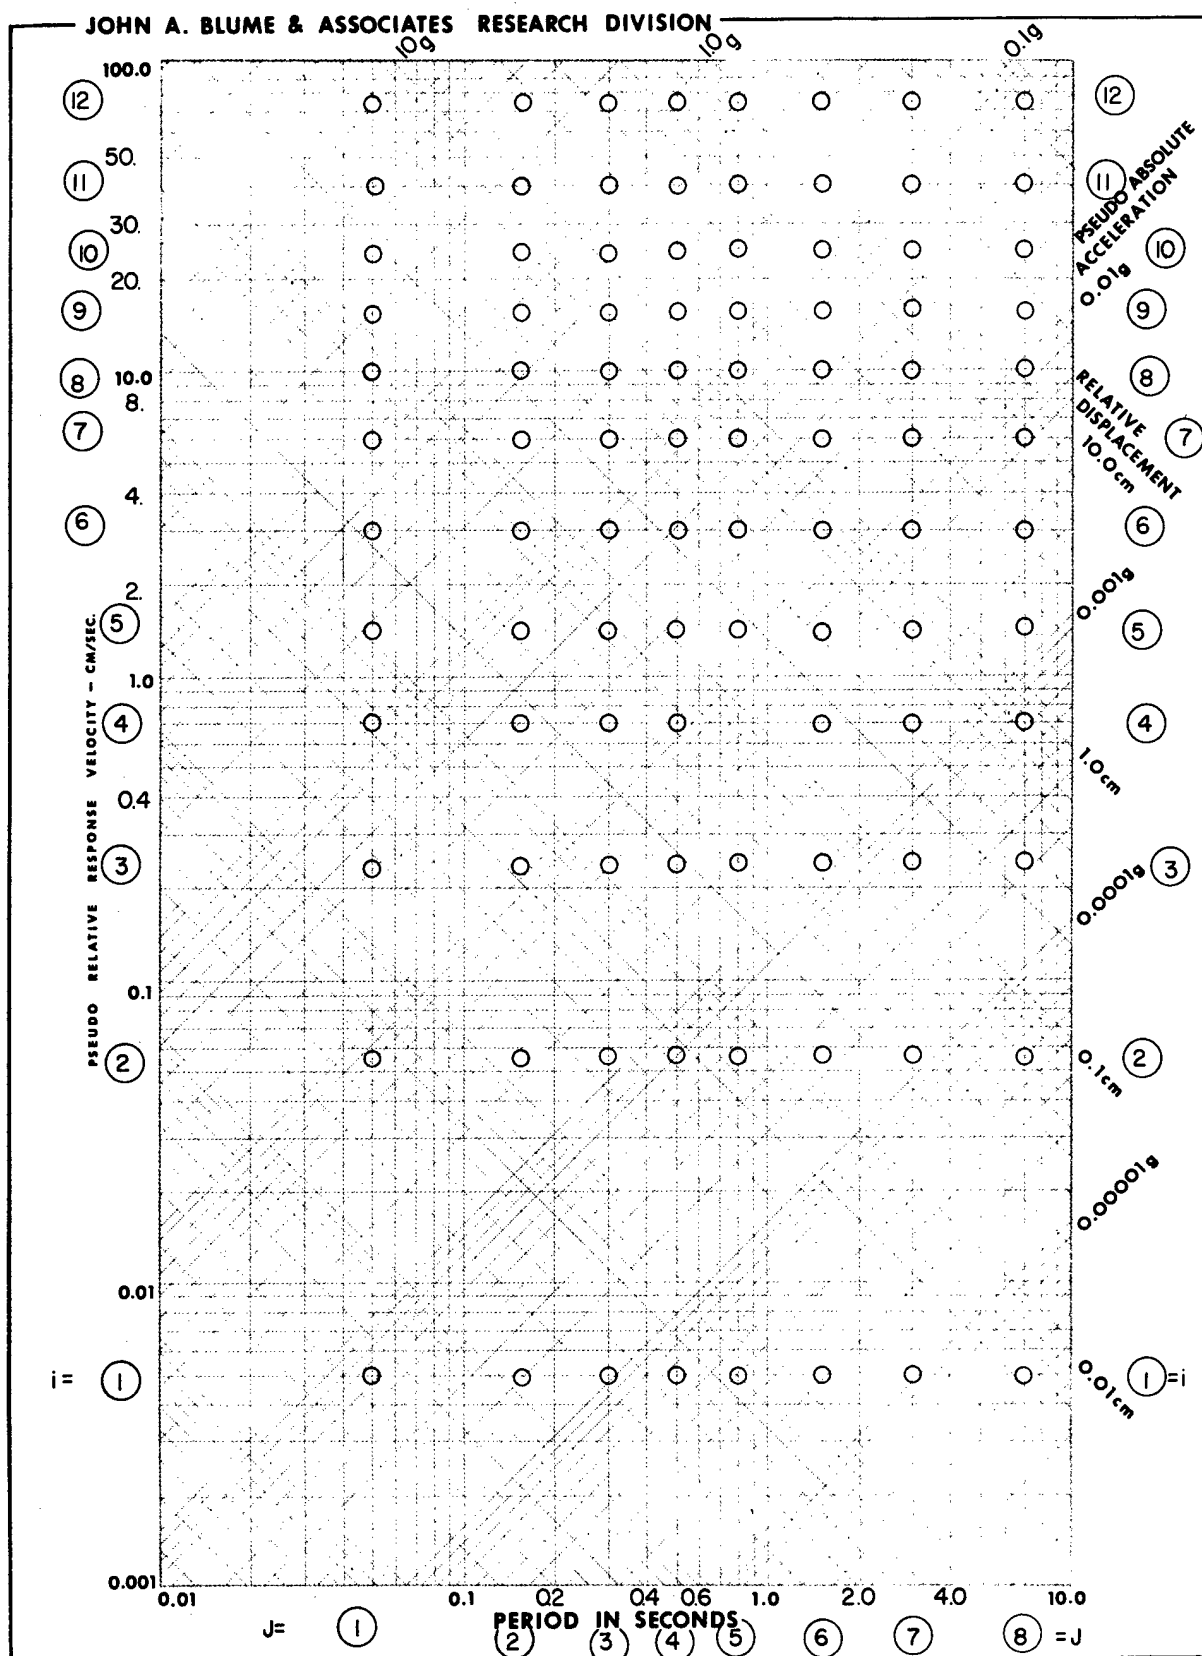 JOHN A. BLUME & ASSOCIATES RESEARCH DIVISION
10g 1.0g 0.1g
100.0
12 12
50.
11 11
PSEUDO ABSOLUTE
ACCELERATION
30.
10 10
20.
0.01g
9 9
10.0
8 8
8.
RELATIVE
DISPLACEMENT
10.0cm
7 7
4.
6 6
2.
0.001g
5 5
1.0
4 4
1.0cm
0.4
3 3
0.0001g
0.1
2 2
0.1cm
0.00001g
0.01
i= 1 1 =i
0.01cm
0.001
PSEUDO RELATIVE RESPONSE VELOCITY - CM/SEC.
0.01 0.1 0.2 0.4 0.6 1.0 2.0 4.0 10.0
PERIOD IN SECONDS
J= 1 2 3 4 5 6 7 8 =J